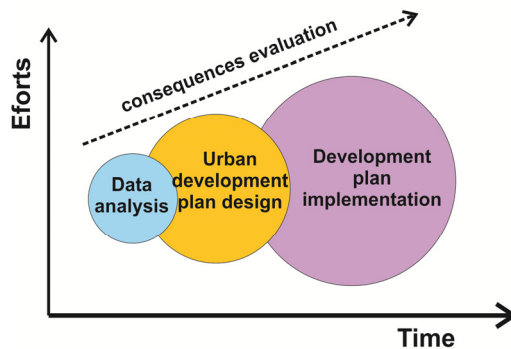 Eforts
consequences evaluation
Data
analysis
Urban
development
plan design
Development
plan
implementation
Time